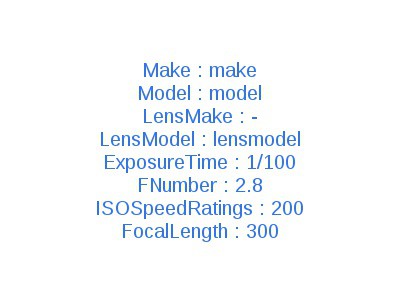 Make : make
Model : model
LensMake : -
LensModel : lensmodel
ExposureTime : 1/100
FNumber : 2.8
ISOSpeedRatings : 200
FocalLength : 300